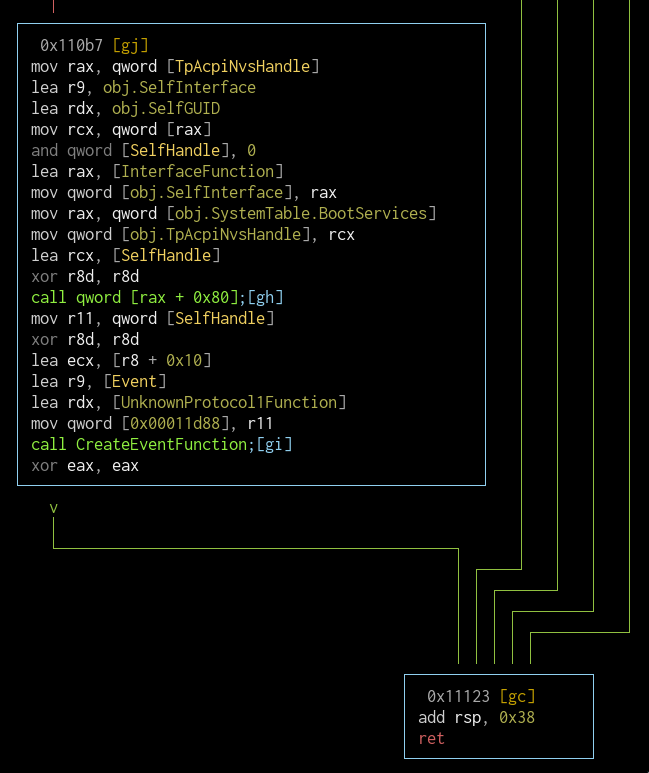 0x110b7 [gj]
mov rax, qword [TpAcpiNvsHandle]
lea r9, obj.SelfInterface
lea rdx, obj.SelfGUID
mov rcx, qword [rax]
and qword [SelfHandle], 0
lea rax, [InterfaceFunction]
mov qword [obj.SelfInterface], rax
mov rax, qword [obj.SystemTable.BootServices]
mov qword [obj.TpAcpiNvsHandle], rcx
lea rcx, [SelfHandle]
xor r8d, r8d
call qword [rax + 0x80];[gh]
mov r11, qword [SelfHandle]
xor r8d, r8d
lea ecx, [r8 + 0x10]
lea r9, [Event]
lea rdx, [UnknownProtocol1Function]
mov qword [0x00011d88], r11
call CreateEventFunction;[gi]
xor eax, eax
v
0x11123 [gc]
add rsp, 0x38
ret